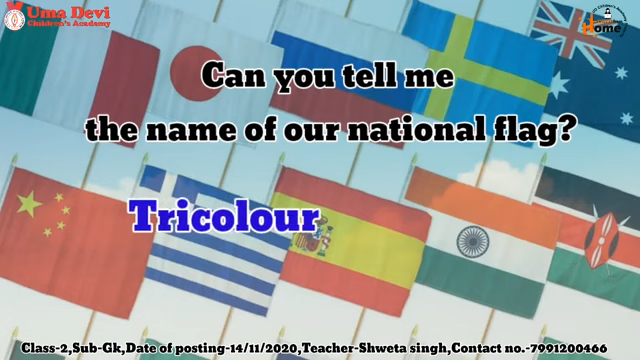 Uma Devi
Children's Academy
Home
Can you tell me
the name of our national flag?
Tricolour
Class-2,Sub-Gk,Date of posting-14/11/2020,Teacher-Shweta singh,Contact no.-7991200466